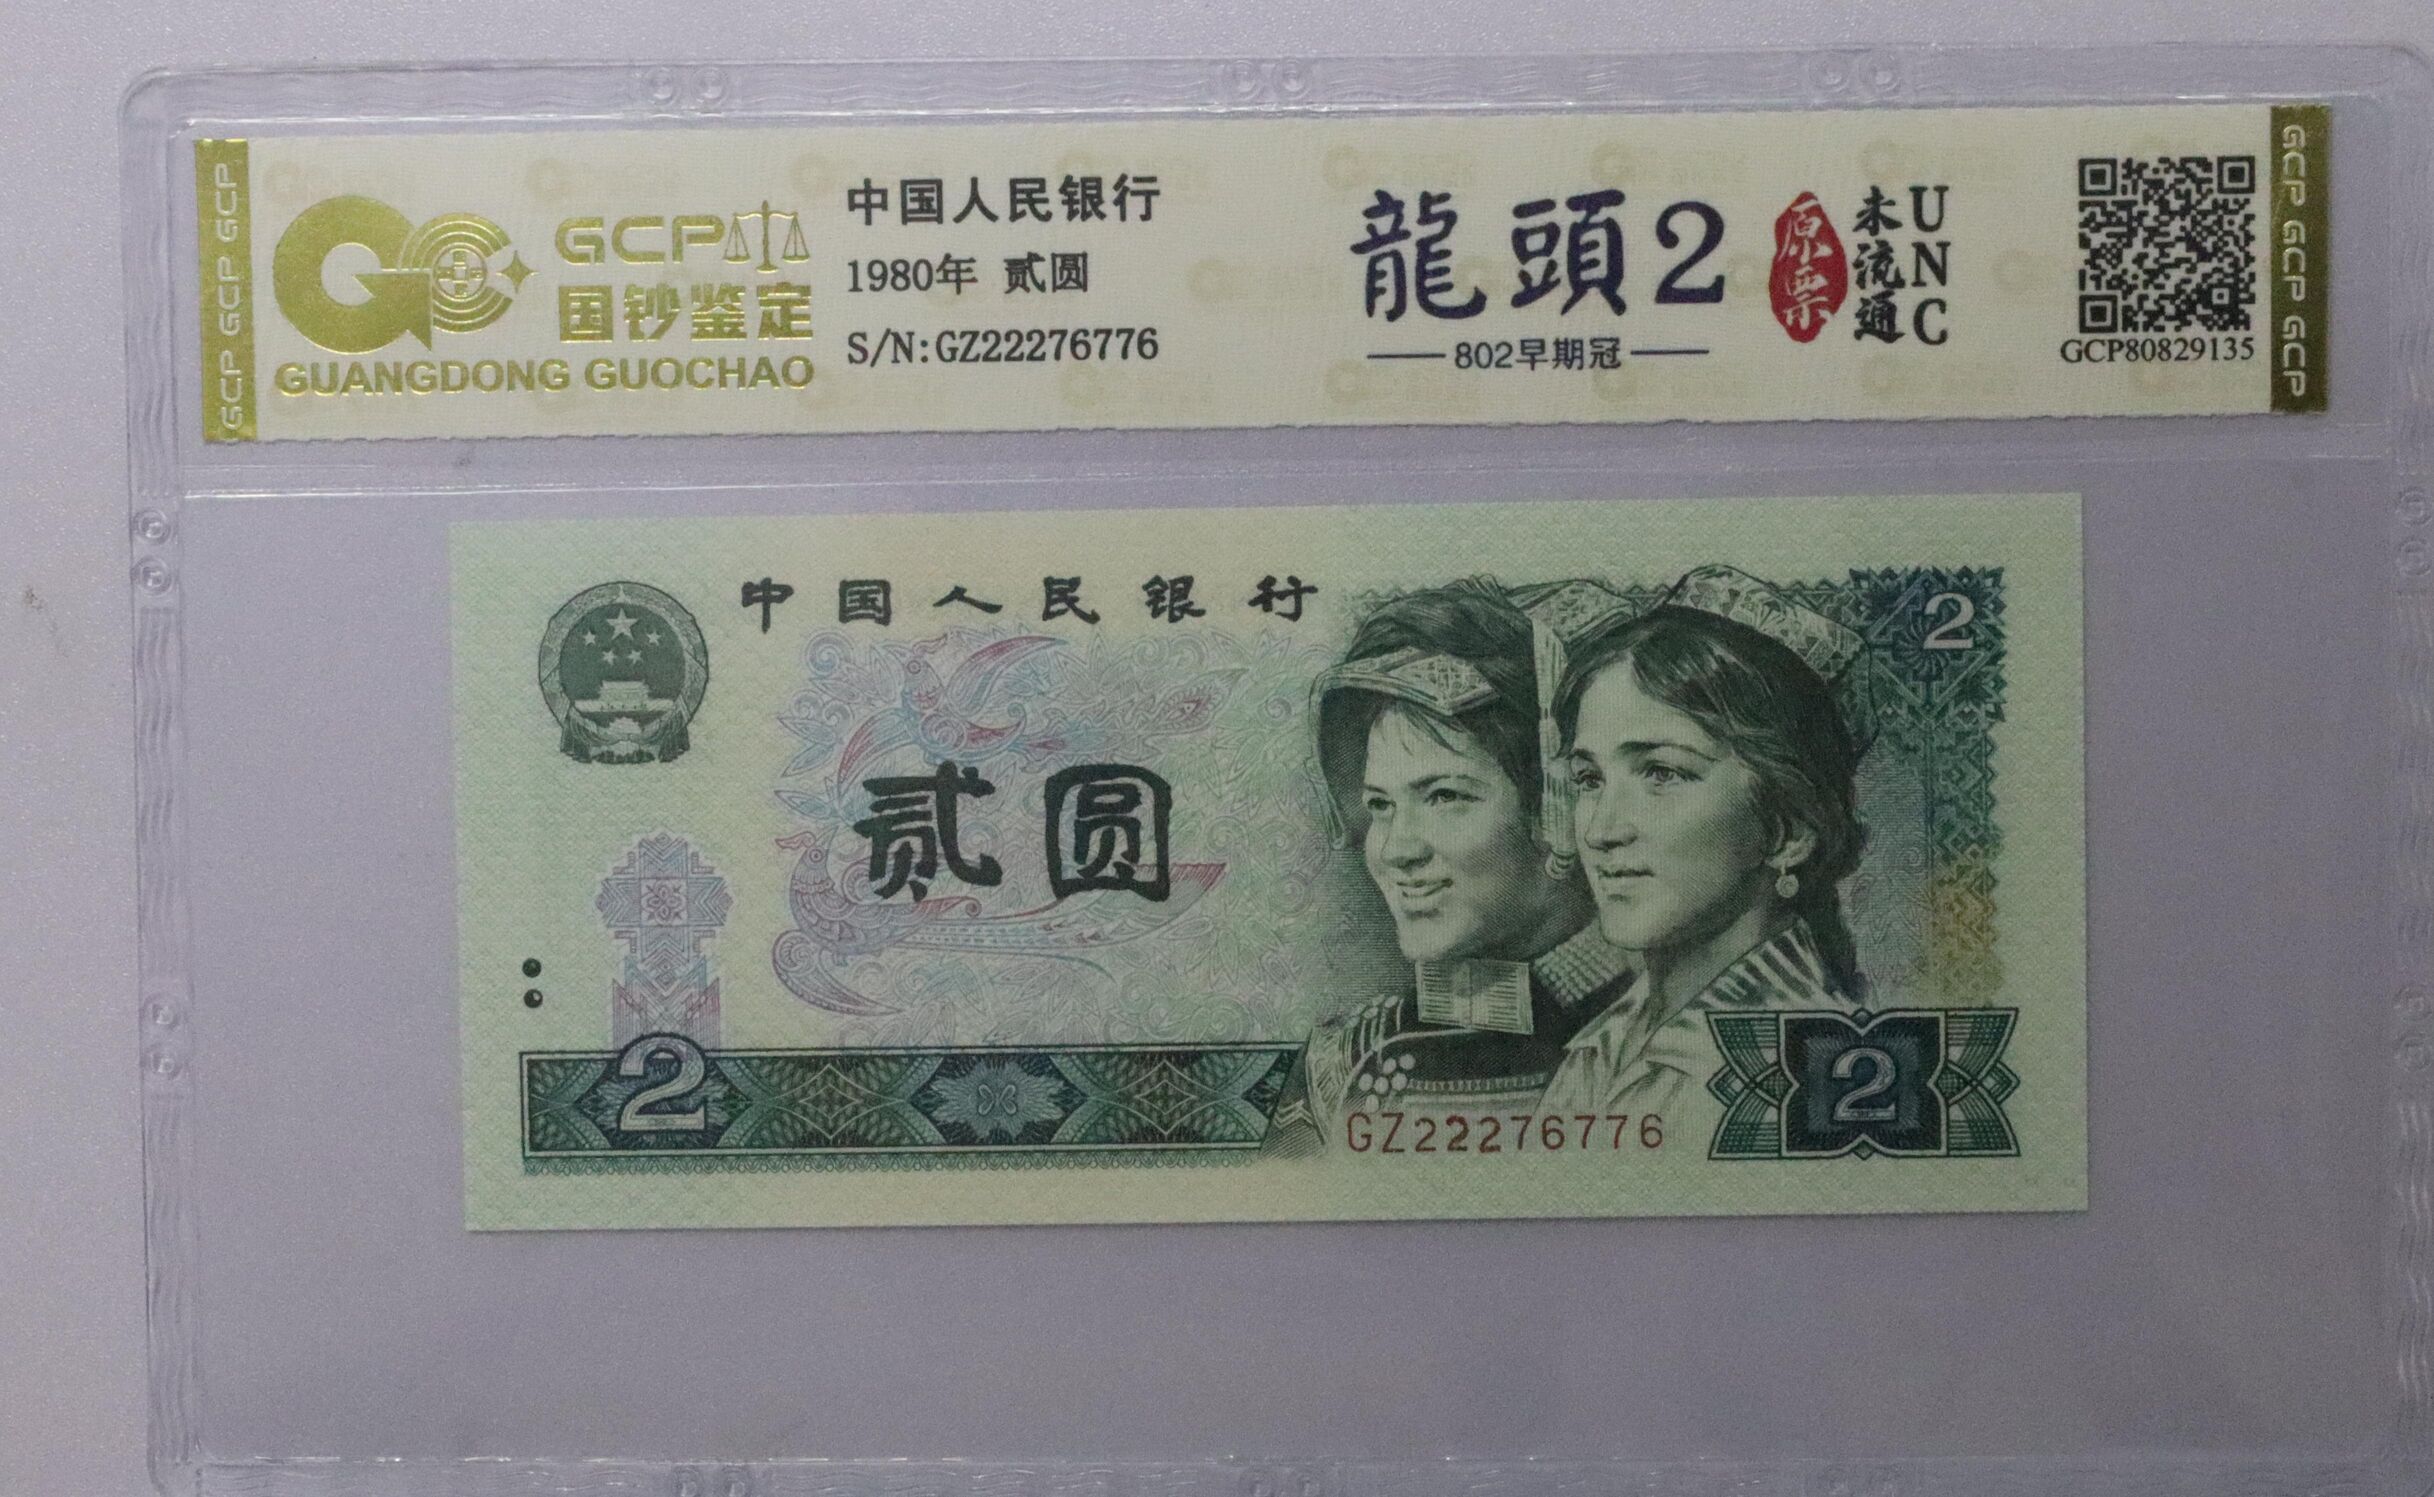 GCP GCP GCP
GCP
国钞鉴定
GUANGDONG GUOCHAO
中国人民银行
1980年 贰圆
S/N:GZ22276776
龍頭2
802早期冠
原票
未流通
UNC
GCP80829135
GCP GCP GCP
中国人民银行
2
贰圆
2
GZ22276776
2